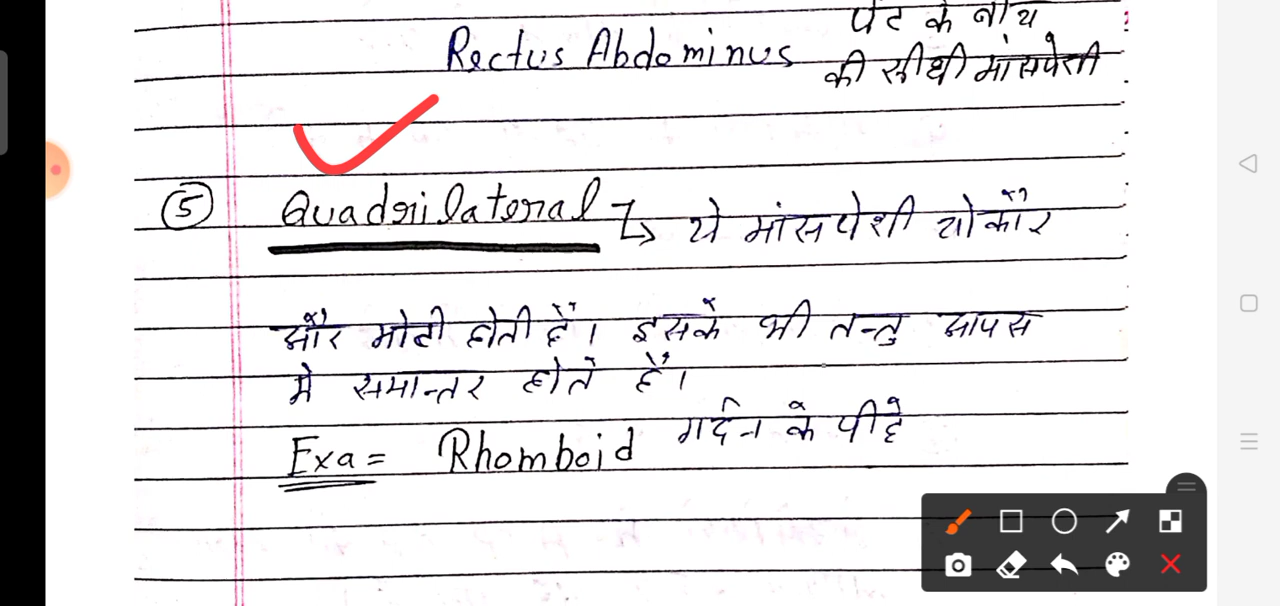 पेट के बीच
Rectus Abdominus की सीधी मांसपेशी
⑤ Quadrilateral ↳ ये मांसपेशी चौकोर
और मोटी होती हैं। इसके भी तन्तु आपस
मे समान्तर होते हैं।
Exa = Rhomboid गर्दन के पीछे